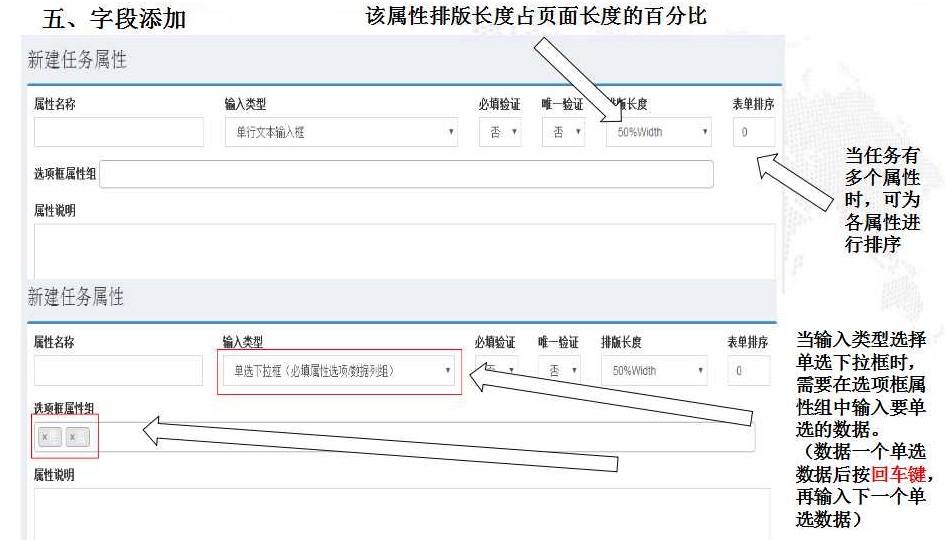 五、字段添加
该属性排版长度占页面长度的百分比
新建任务属性
属性名称 输入类型 必填验证 唯一验证 排版长度 表单排序
单行文本输入框 否 否 50%Width 0
选项框属性组
属性说明
当任务有
多个属性
时，可为
各属性进
行排序
新建任务属性
属性名称 输入类型 必填验证 唯一验证 排版长度 表单排序
单选下拉框（必填属性选项/数据列组） 否 否 50%Width 0
选项框属性组
x x
属性说明
当输入类型选择
单选下拉框时，
需要在选项框属
性组中输入要单
选的数据。
（数据一个单选
数据后按回车键，
再输入下一个单
选数据）